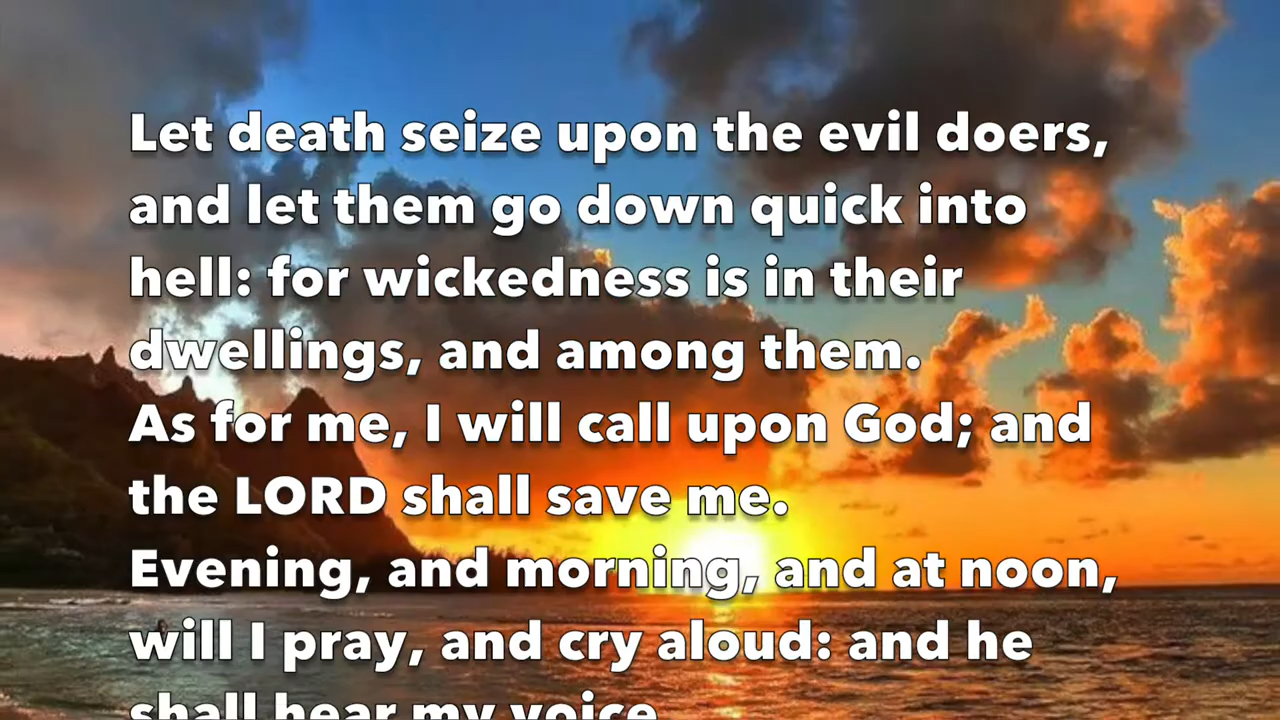 Let death seize upon the evil doers,
and let them go down quick into
hell: for wickedness is in their
dwellings, and among them.
As for me, I will call upon God; and
the LORD shall save me.
Evening, and morning, and at noon,
will I pray, and cry aloud: and he
shall hear my voice